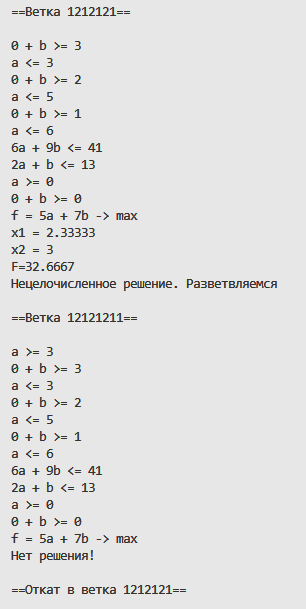 ==Ветка 1212121==
0 + b >= 3
a <= 3
0 + b >= 2
a <= 5
0 + b >= 1
a <= 6
6a + 9b <= 41
2a + b <= 13
a >= 0
0 + b >= 0
f = 5a + 7b -> max
x1 = 2.33333
x2 = 3
F=32.6667
Нецелочисленное решение. Разветвляемся
==Ветка 12121211==
a >= 3
0 + b >= 3
a <= 3
0 + b >= 2
a <= 5
0 + b >= 1
a <= 6
6a + 9b <= 41
2a + b <= 13
a >= 0
0 + b >= 0
f = 5a + 7b -> max
Нет решения!
==Откат в ветка 1212121==